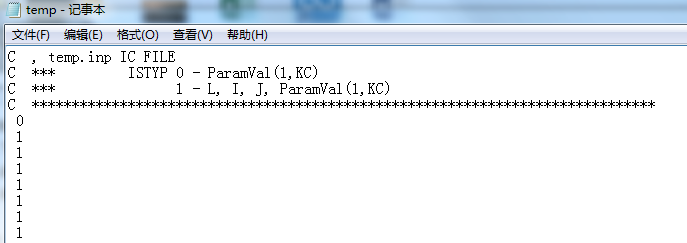 temp - 记事本
文件(F) 编辑(E) 格式(O) 查看(V) 帮助(H)
C , temp.inp IC FILE
C *** ISTYP 0 - ParamVal(1,KC)
C *** 1 - L, I, J, ParamVal(1,KC)
C ******************************************************************************
0
1
1
1
1
1
1
1